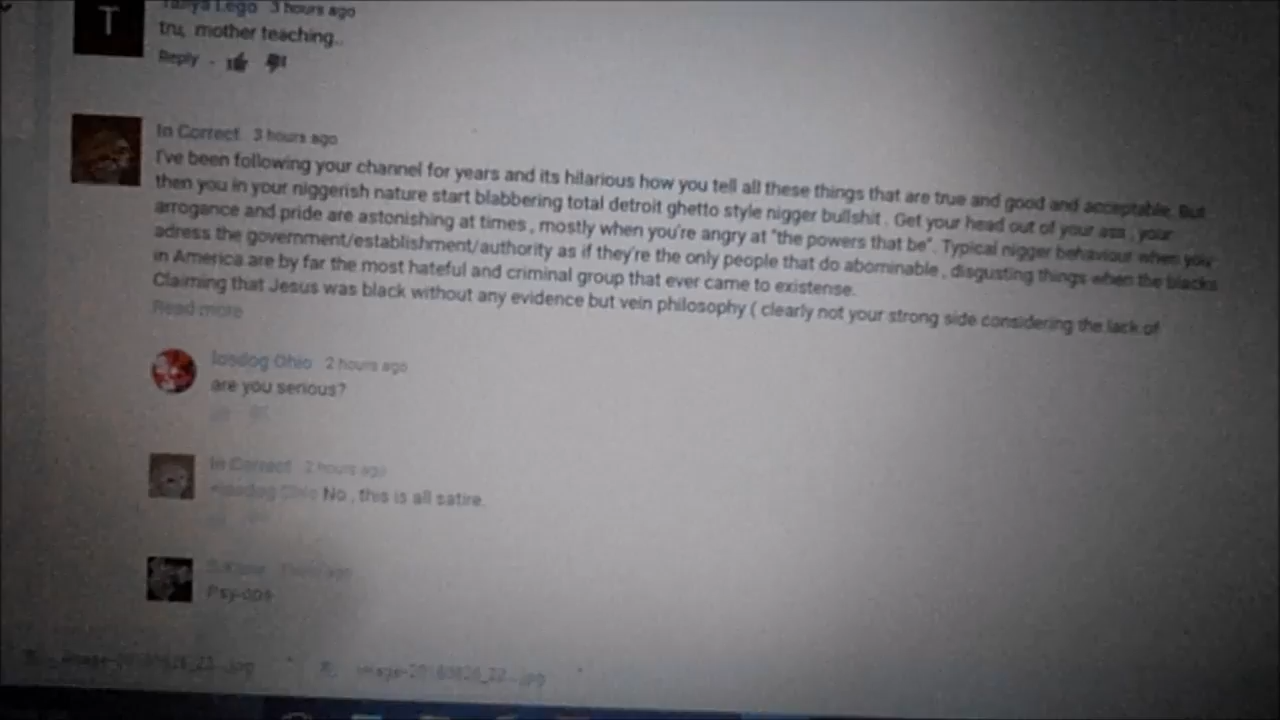 Lego 3 hours ago
tru, mother teaching..
Reply
In Correct 3 hours ago
I've been following your channel for years and its hilarious how you tell all these things that are true and good and acceptable. But
then you in your niggerish nature start blabbering total detroit ghetto style nigger bullshit . Get your head out of your ass , your
arrogance and pride are astonishing at times , mostly when you're angry at "the powers that be". Typical nigger behaviour when you
adress the government/establishment/authority as if they're the only people that do abominable , disgusting things when the blacks
in America are by far the most hateful and criminal group that ever came to existense.
Claiming that Jesus was black without any evidence but vein philosophy ( clearly not your strong side considering the lack of
Read more
Iosdog Ohio 2 hours ago
are you serious?
In Correct 2 hours ago
Ohio No , this is all satire.
Psy-ops